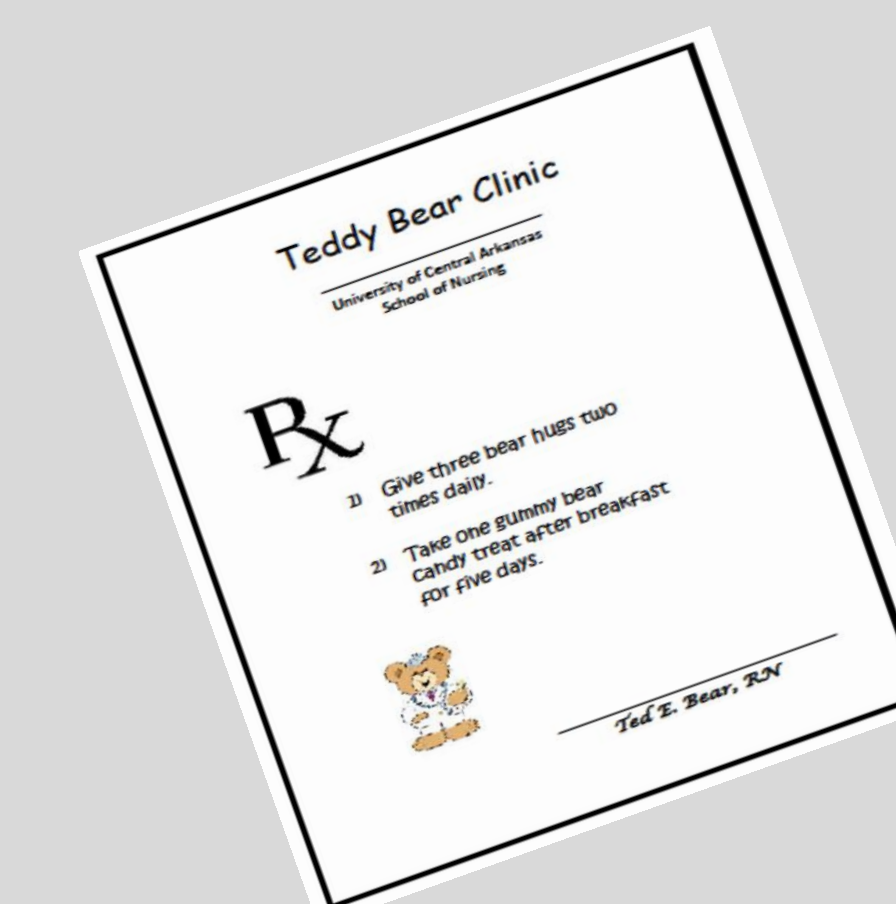 Teddy Bear Clinic
University of Central Arkansas
School of Nursing
Rx
1) Give three bear hugs two
times daily.
2) Take one gummy bear
candy treat after breakfast
for five days.
Ted E. Bear, RN